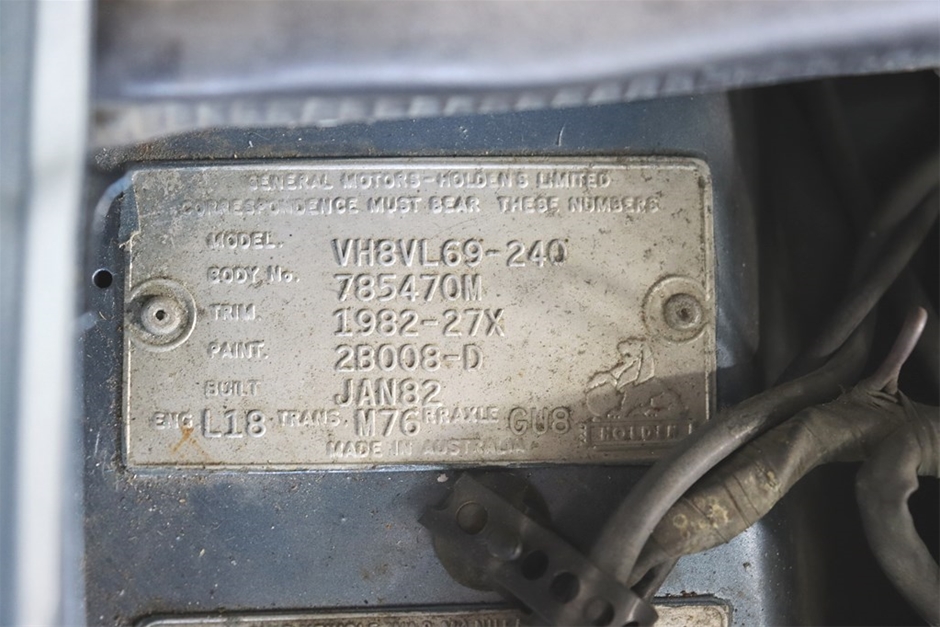 GENERAL MOTORS-HOLDEN'S LIMITED
CORRESPONDENCE MUST BEAR THESE NUMBERS
MODEL. VH8VL69-240
BODY No. 785470M
TRIM. 1982-27X
PAINT. 2B008-D
BUILT JAN82
ENG L18 TRANS. M76 RRAXLE GU8
MADE IN AUSTRALIA
HOLDEN